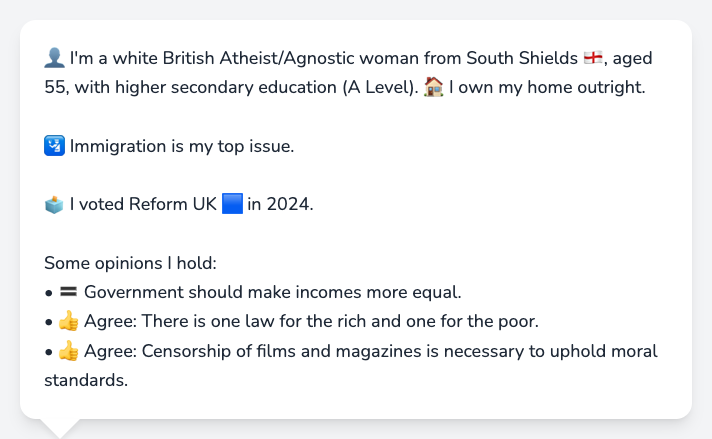 👤 I'm a white British Atheist/Agnostic woman from South Shields 🏴󠁧󠁢󠁥󠁮󠁧󠁿, aged
55, with higher secondary education (A Level). 🏠 I own my home outright.
🛂 Immigration is my top issue.
🗳️ I voted Reform UK 🟦 in 2024.
Some opinions I hold:
• 🟰 Government should make incomes more equal.
• 👍 Agree: There is one law for the rich and one for the poor.
• 👍 Agree: Censorship of films and magazines is necessary to uphold moral
standards.